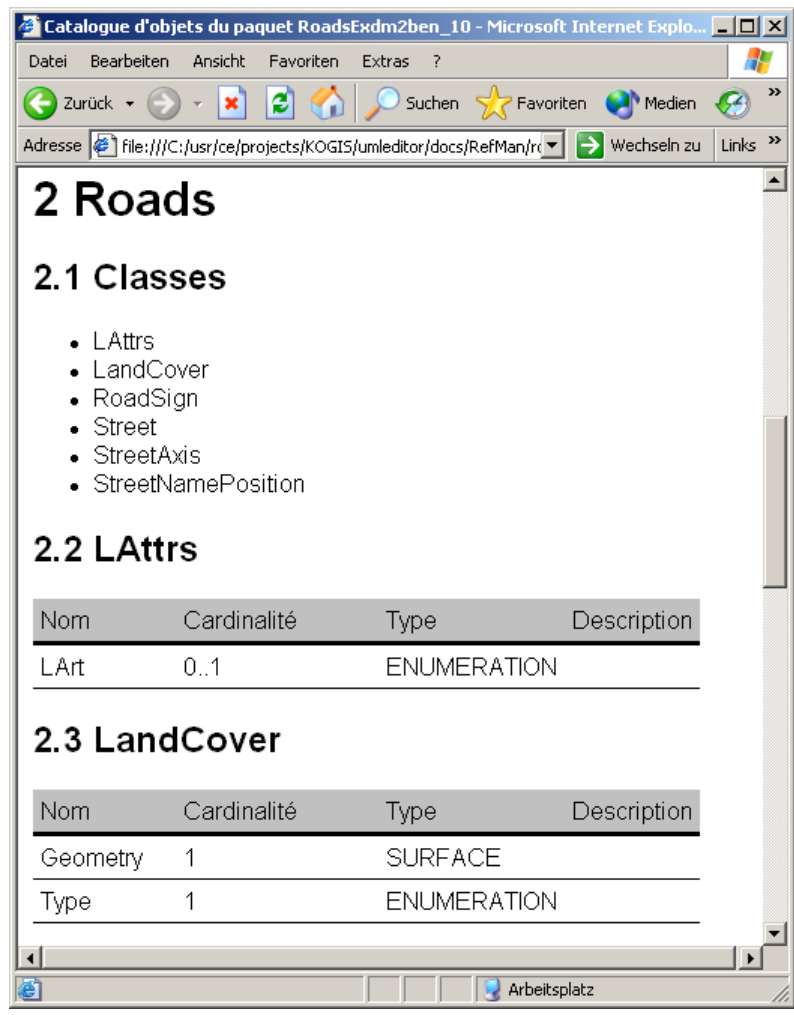 Catalogue d'objets du paquet RoadsExdm2ben_10 - Microsoft Internet Explo...
Datei Bearbeiten Ansicht Favoriten Extras ?
Zurück Suchen Favoriten Medien »
Adresse file:///C:/usr/ce/projects/KOGIS/umleditor/docs/RefMan/ Wechseln zu Links »
2 Roads
2.1 Classes
• LAttrs
• LandCover
• RoadSign
• Street
• StreetAxis
• StreetNamePosition
2.2 LAttrs
Nom Cardinalité Type Description
LArt 0..1 ENUMERATION
2.3 LandCover
Nom Cardinalité Type Description
Geometry 1 SURFACE
Type 1 ENUMERATION
Arbeitsplatz